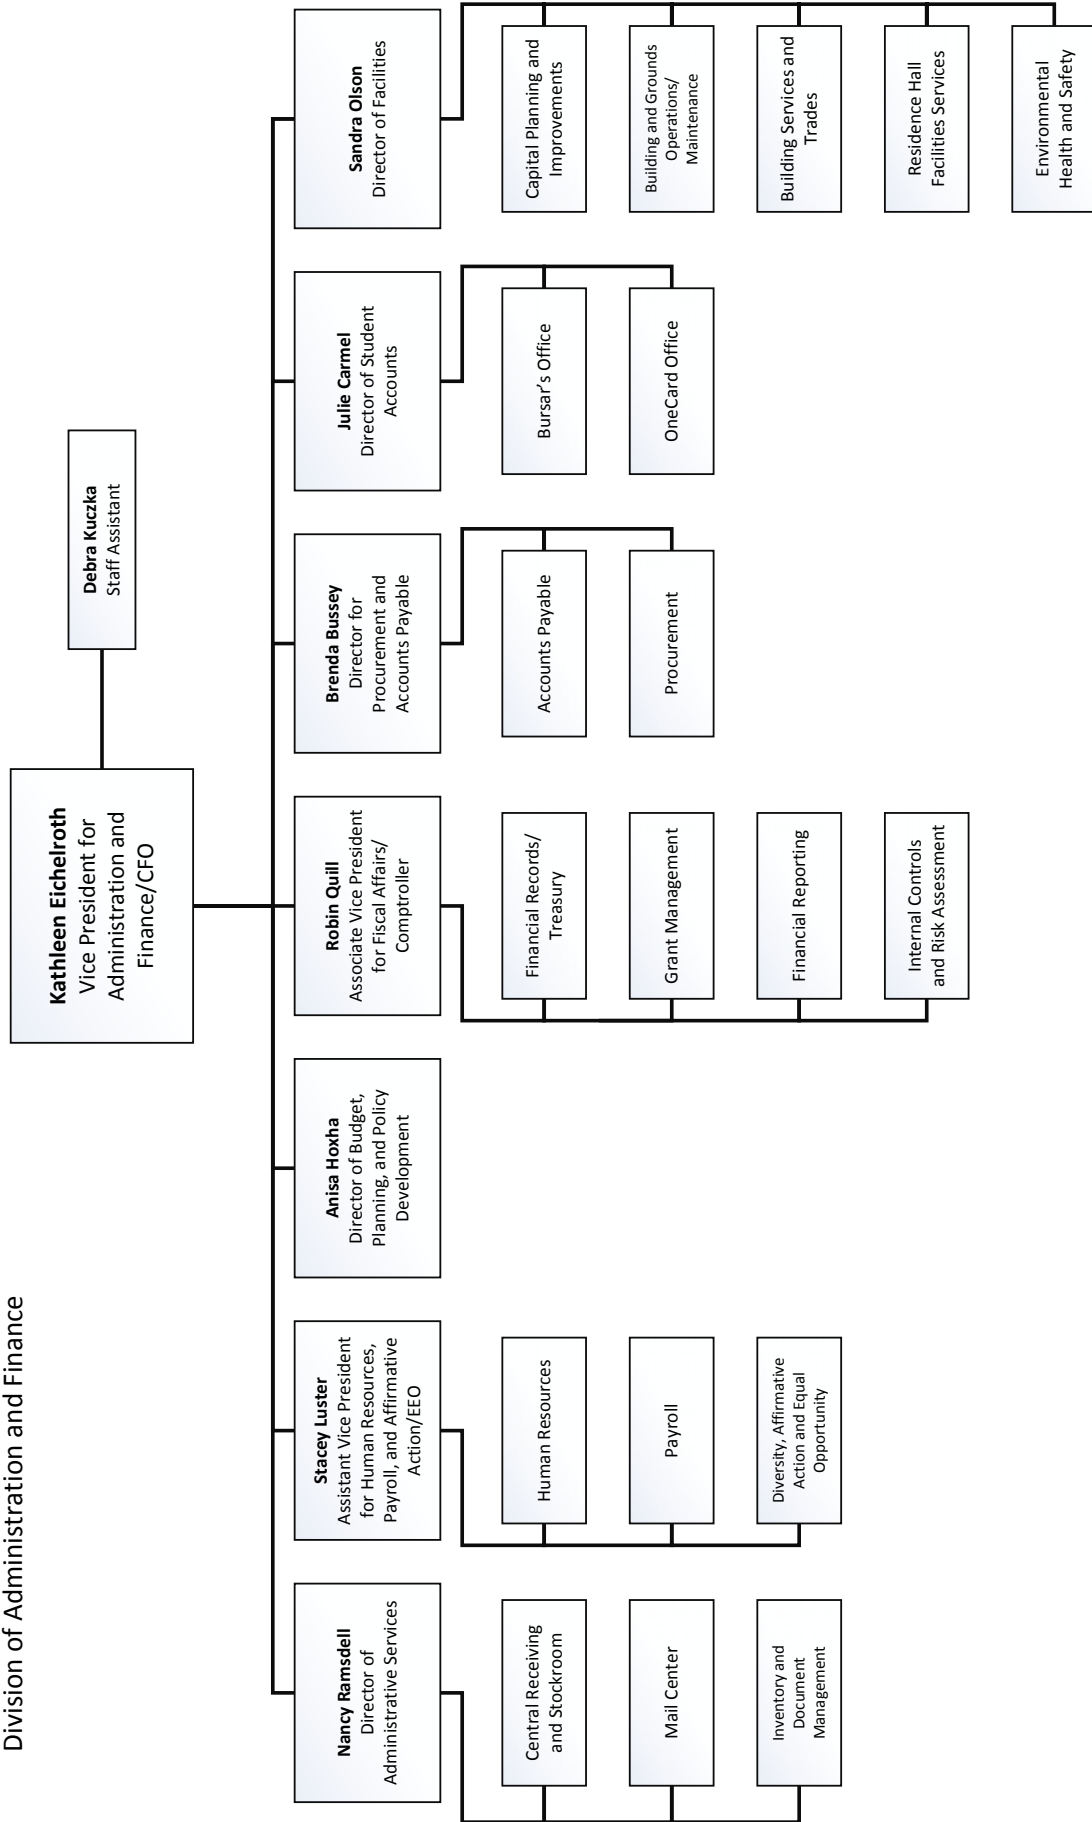 Division of Administration and Finance
Kathleen Eichelroth
Vice President for
Administration and
Finance/CFO
Debra Kuczka
Staff Assistant
Nancy Ramsdell
Director of
Administrative Services
Central Receiving
and Stockroom
Mail Center
Inventory and
Document
Management
Stacey Luster
Assistant Vice President
for Human Resources,
Payroll, and Affirmative
Action/EEO
Human Resources
Payroll
Diversity, Affirmative
Action and Equal
Opportunity
Anisa Hoxha
Director of Budget,
Planning, and Policy
Development
Robin Quill
Associate Vice President
for Fiscal Affairs/
Comptroller
Financial Records/
Treasury
Grant Management
Financial Reporting
Internal Controls
and Risk Assessment
Brenda Bussey
Director for
Procurement and
Accounts Payable
Accounts Payable
Procurement
Julie Carmel
Director of Student
Accounts
Bursar’s Office
OneCard Office
Sandra Olson
Director of Facilities
Capital Planning and
Improvements
Building and Grounds
Operations/
Maintenance
Building Services and
Trades
Residence Hall
Facilities Services
Environmental
Health and Safety